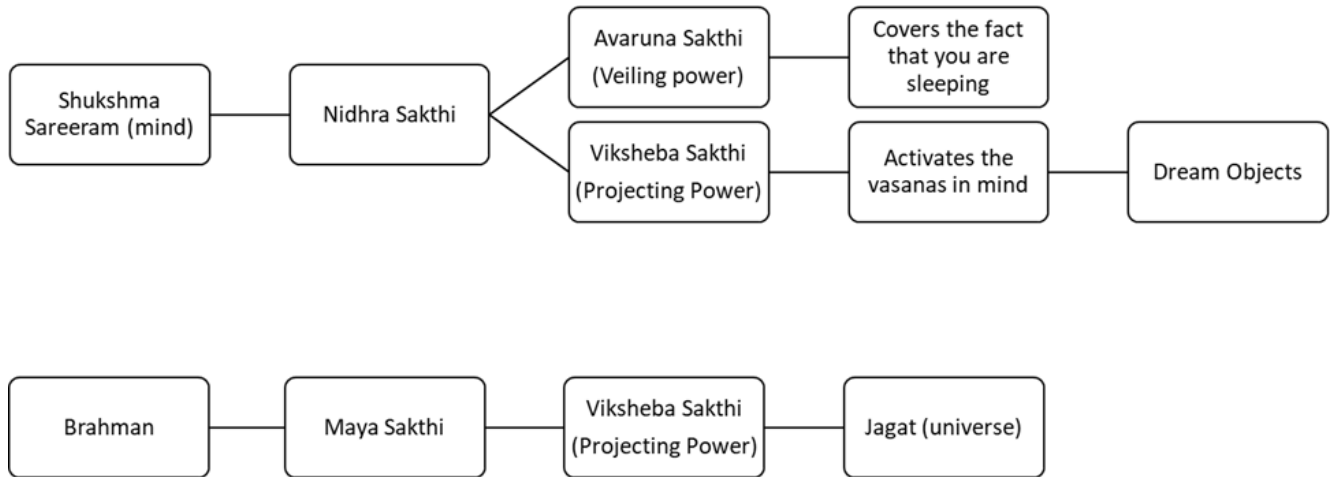 Shukshma
Sareeram (mind)
Nidhra Sakthi
Avaruna Sakthi
(Veiling power)
Covers the fact
that you are
sleeping
Viksheba Sakthi
(Projecting Power)
Activates the
vasanas in mind
Dream Objects
Brahman
Maya Sakthi
Viksheba Sakthi
(Projecting Power)
Jagat (universe)